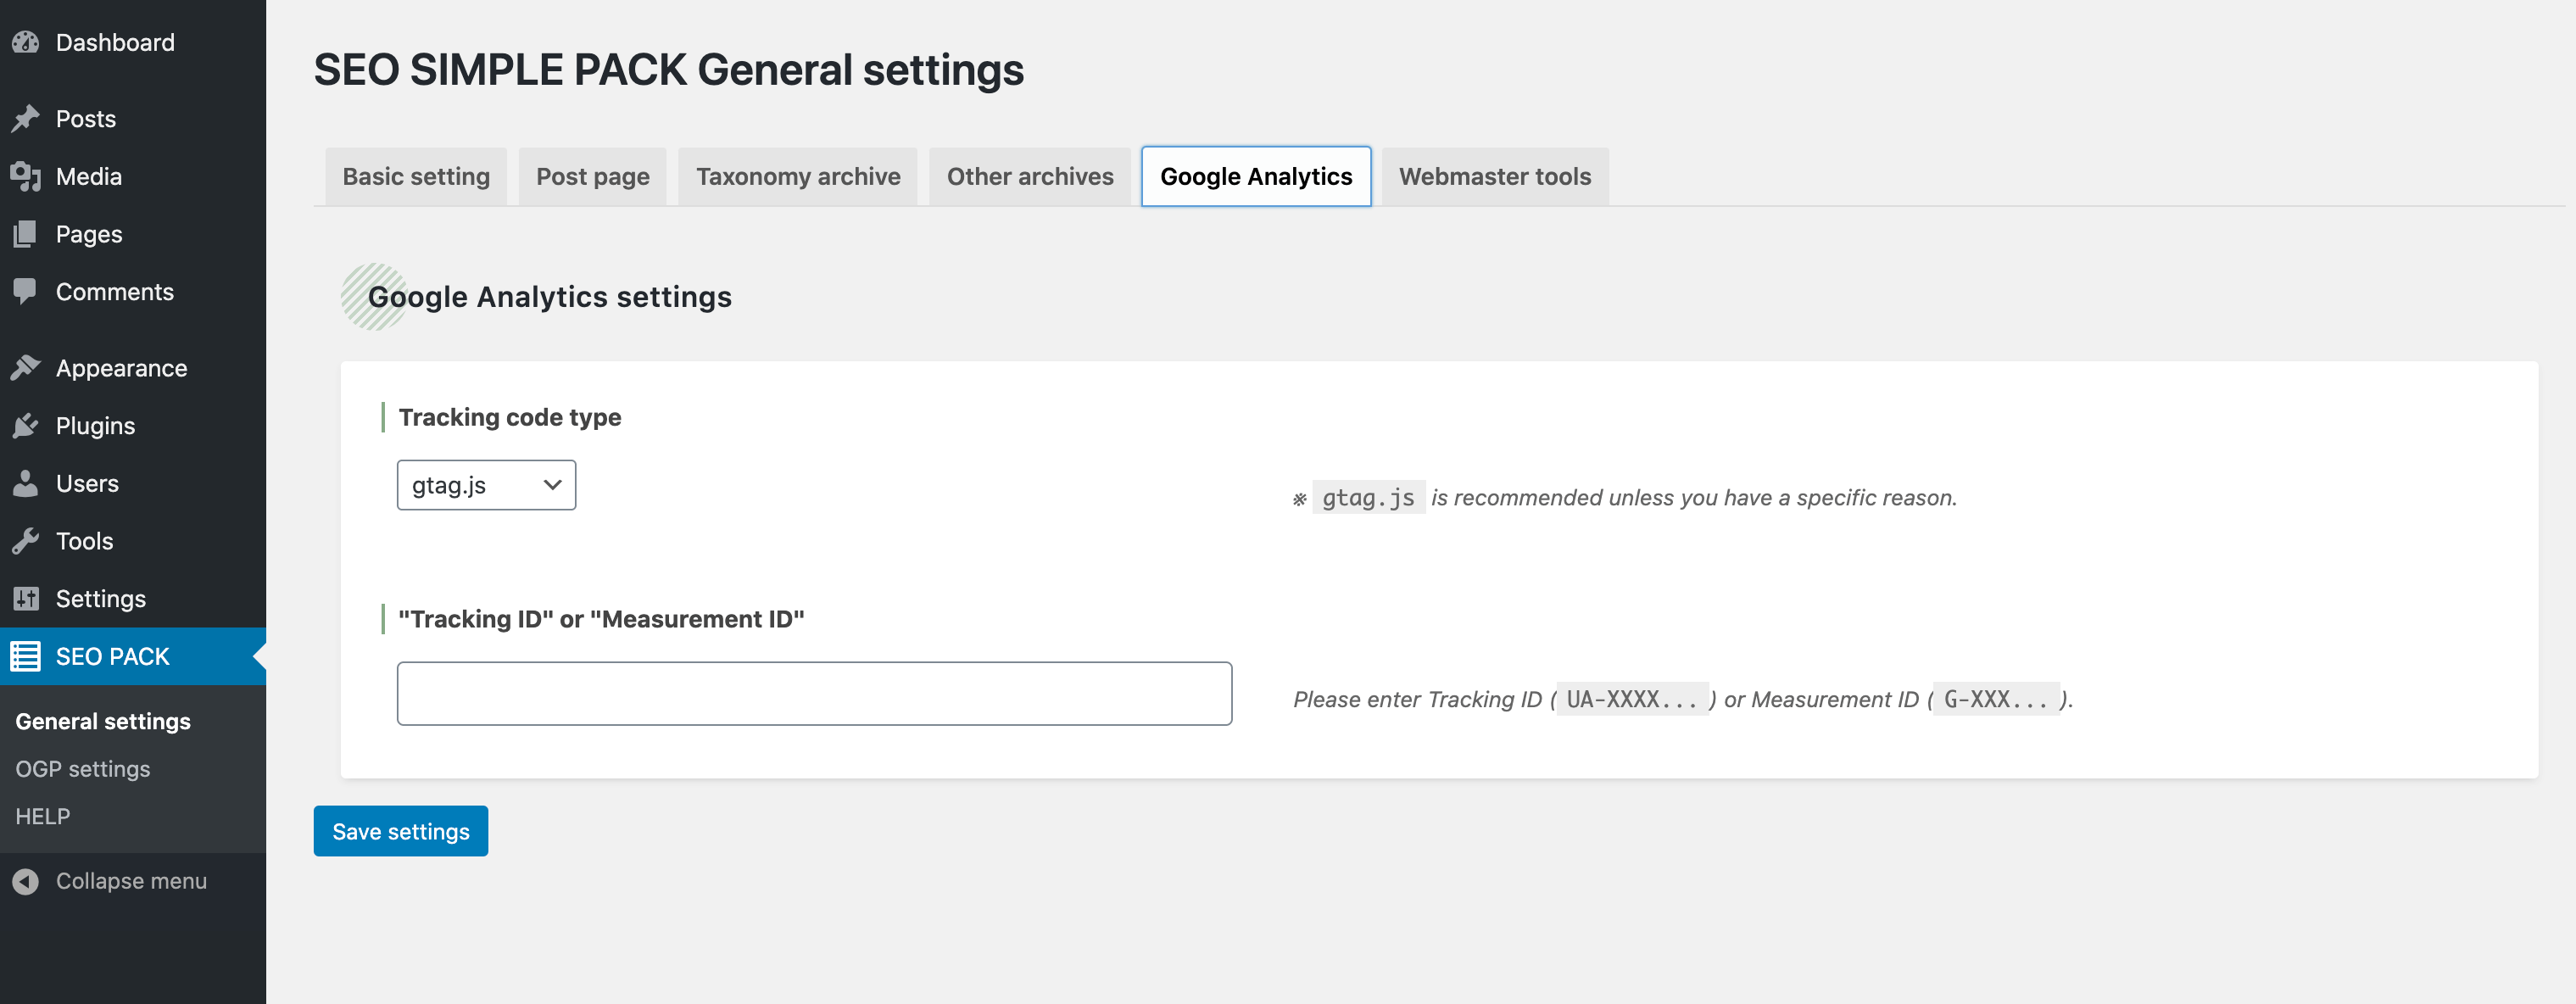 Dashboard
Posts
Media
Pages
Comments
Appearance
Plugins
Users
Tools
Settings
SEO PACK
General settings
OGP settings
HELP
Collapse menu
SEO SIMPLE PACK General settings
Basic setting Post page Taxonomy archive Other archives Google Analytics Webmaster tools
Google Analytics settings
Tracking code type
gtag.js
※ gtag.js is recommended unless you have a specific reason.
"Tracking ID" or "Measurement ID"
Please enter Tracking ID ( UA-XXXX... ) or Measurement ID ( G-XXX... ).
Save settings